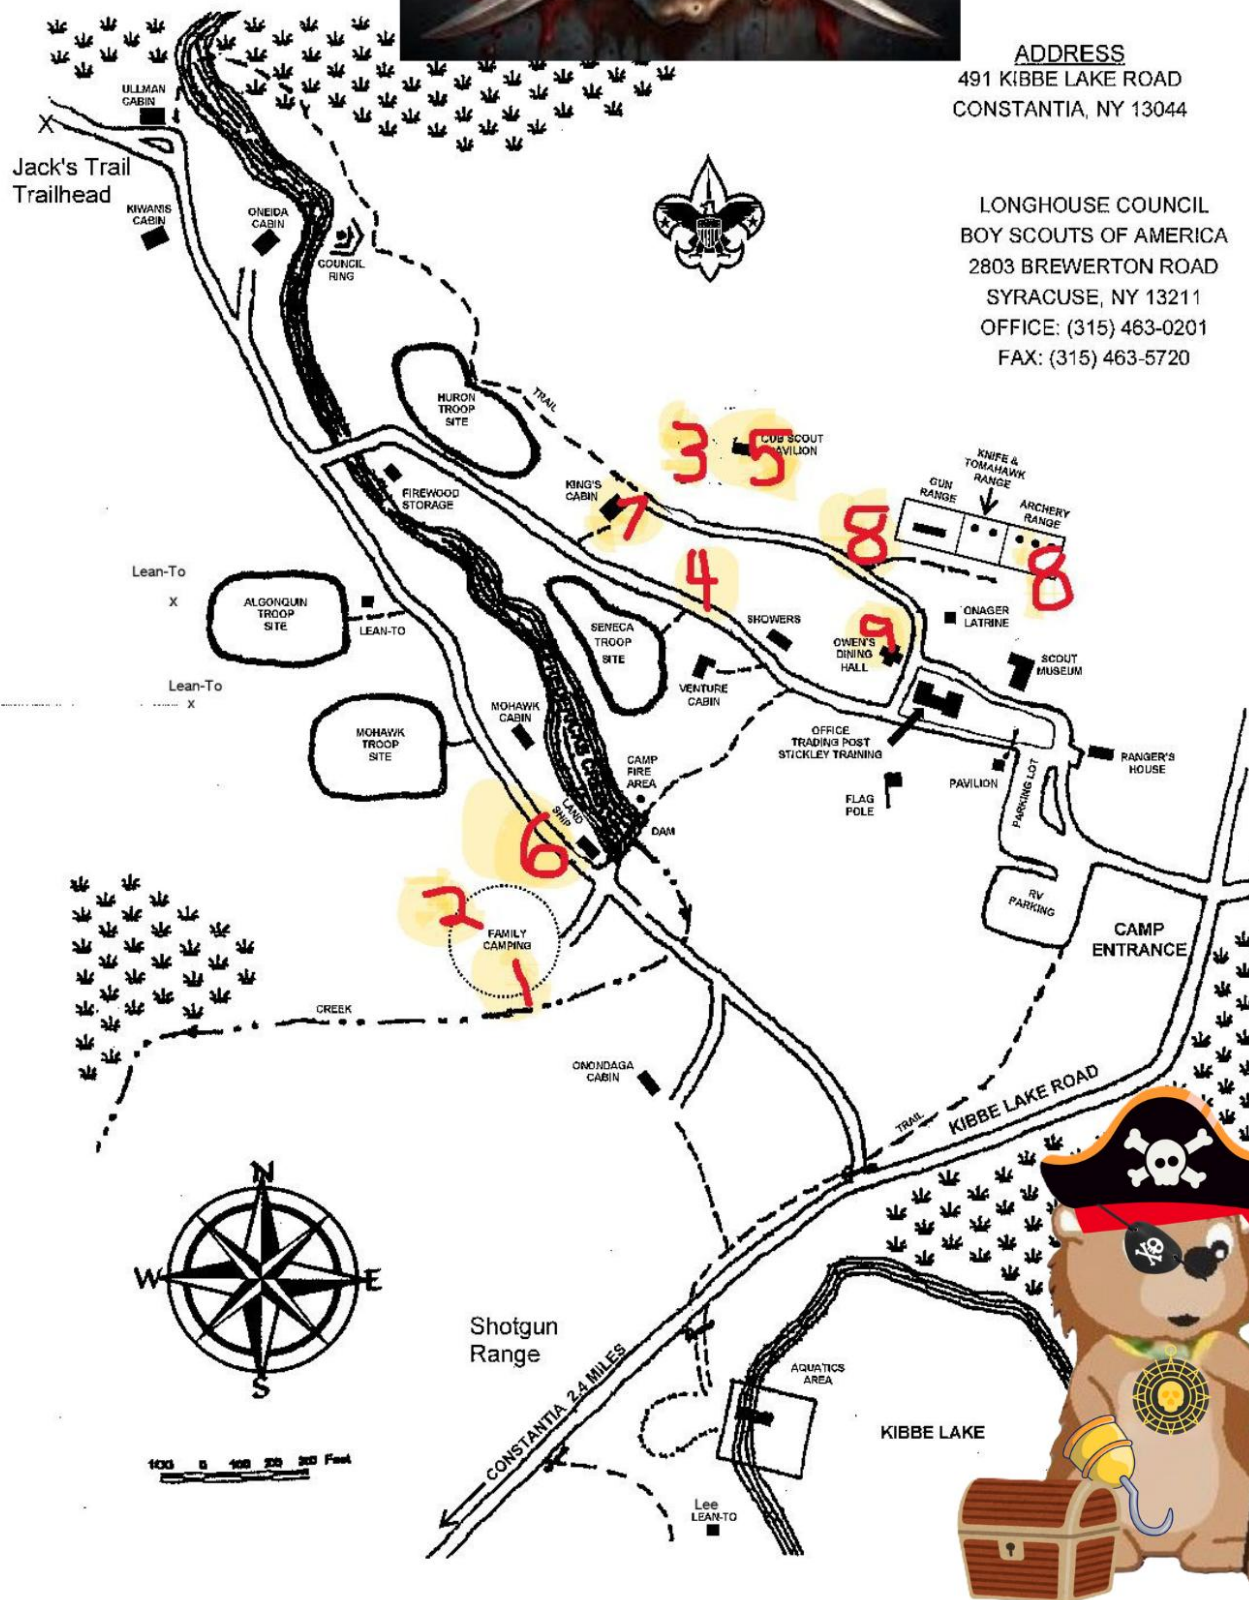 ADDRESS
491 KIBBE LAKE ROAD
CONSTANTIA, NY 13044
LONGHOUSE COUNCIL
BOY SCOUTS OF AMERICA
2803 BREWERTON ROAD
SYRACUSE, NY 13211
OFFICE: (315) 463-0201
FAX: (315) 463-5720
ULLMAN
CABIN
X
Jack's Trail
Trailhead
KIWANIS
CABIN
ONEIDA
CABIN
COUNCIL
RING
HURON
TROOP
SITE
TRAIL
3
5
CUB SCOUT
PAVILION
KING'S
CABIN
7
FIREWOOD
STORAGE
GUN
RANGE
KNIFE &
TOMAHAWK
RANGE
ARCHERY
RANGE
8
8
4
Lean-To
X
ALGONQUIN
TROOP
SITE
LEAN-TO
SENECA
TROOP
SITE
SHOWERS
9
OWEN'S
DINING
HALL
ONAGER
LATRINE
SCOUT
MUSEUM
VENTURE
CABIN
Lean-To
X
MOHAWK
TROOP
SITE
MOHAWK
CABIN
CAMP
FIRE
AREA
OFFICE
TRADING POST
STICKLEY TRAINING
FLAG
POLE
PAVILION
PARKING LOT
RANGER'S
HOUSE
LAND
SHIP
6
DAM
RV
PARKING
CAMP
ENTRANCE
2
FAMILY
CAMPING
1
CREEK
ONONDAGA
CABIN
TRAIL
KIBBE LAKE ROAD
N
W
E
S
Shotgun
Range
CONSTANTIA 2.4 MILES
AQUATICS
AREA
KIBBE LAKE
100 0 100 200 300 Feet
Lee
LEAN-TO